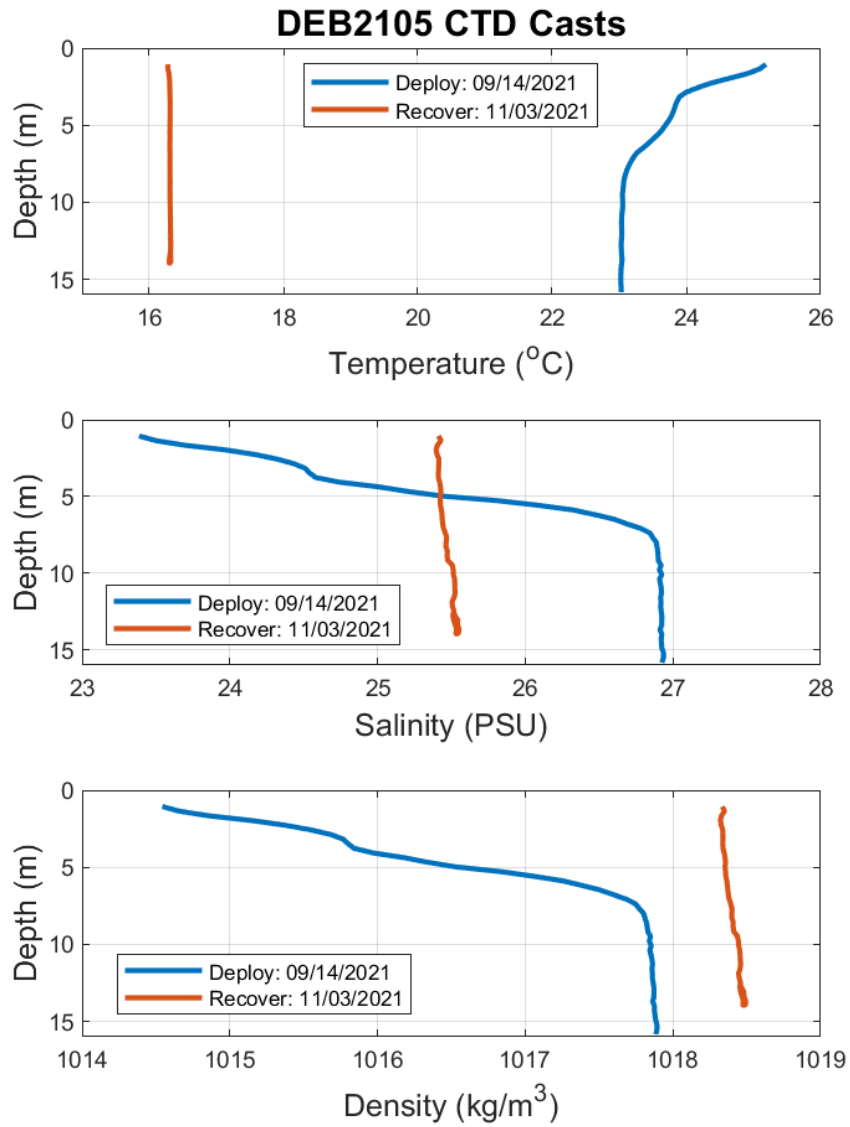 DEB2105 CTD Casts
0
5
10
15
Depth (m)
Deploy: 09/14/2021
Recover: 11/03/2021
16 18 20 22 24 26
Temperature (°C)
0
5
10
15
Depth (m)
Deploy: 09/14/2021
Recover: 11/03/2021
23 24 25 26 27 28
Salinity (PSU)
0
5
10
15
Depth (m)
Deploy: 09/14/2021
Recover: 11/03/2021
1014 1015 1016 1017 1018 1019
Density (kg/m³)